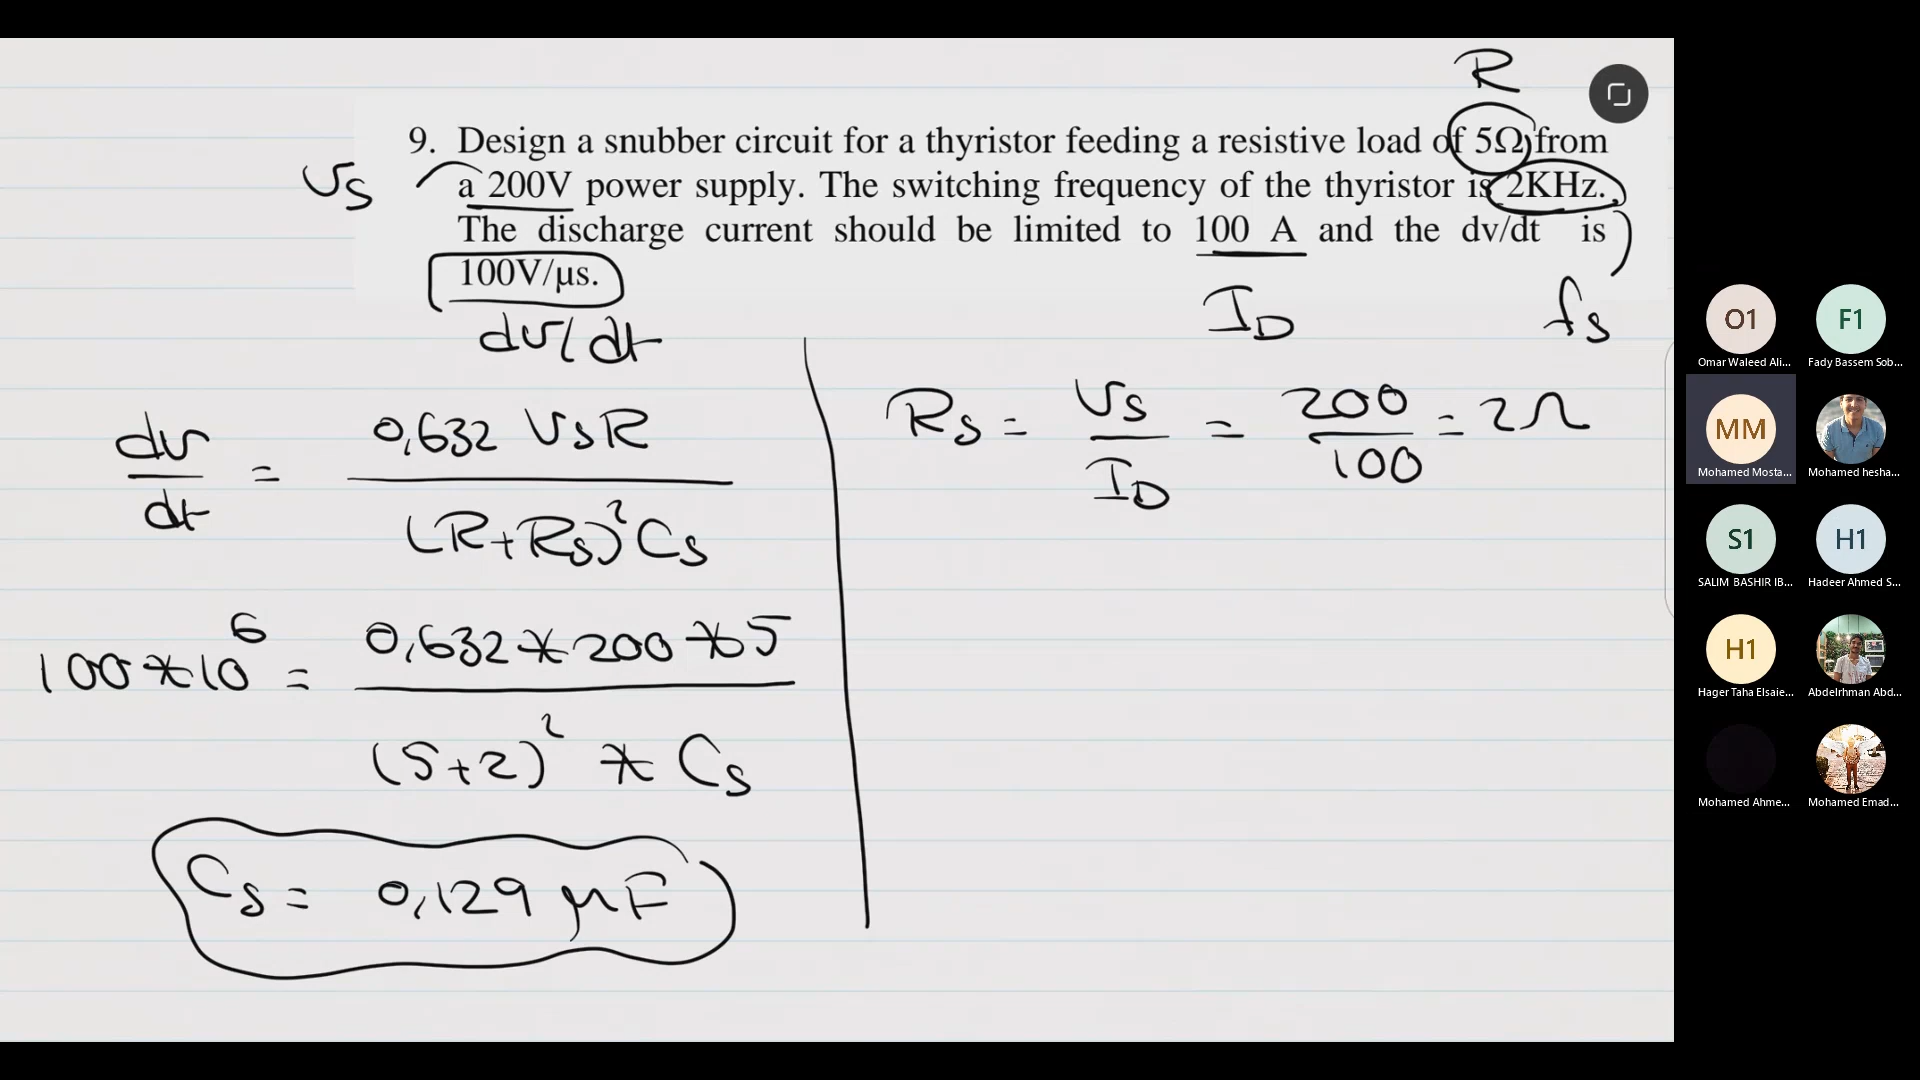 R
9. Design a snubber circuit for a thyristor feeding a resistive load of 5Ω from
a 200V power supply. The switching frequency of the thyristor is 2KHz.
The discharge current should be limited to 100 A and the dv/dt is
100V/μs.
Vs
dv/dt
I_D
fs
dv/dt = 0,632 Vs R / (R+Rs)² Cs
100*10⁶ = 0,632*200*5 / (5+2)² * Cs
Cs = 0,129 μF
Rs = Vs/I_D = 200/100 = 2Ω
O1
Omar Waleed Ali...
F1
Fady Bassem Sob...
MM
Mohamed Mosta...
Mohamed hesha...
S1
SALIM BASHIR IB...
H1
Hadeer Ahmed S...
H1
Hager Taha Elsaie...
Abdelrhman Abd...
Mohamed Ahme...
Mohamed Emad...